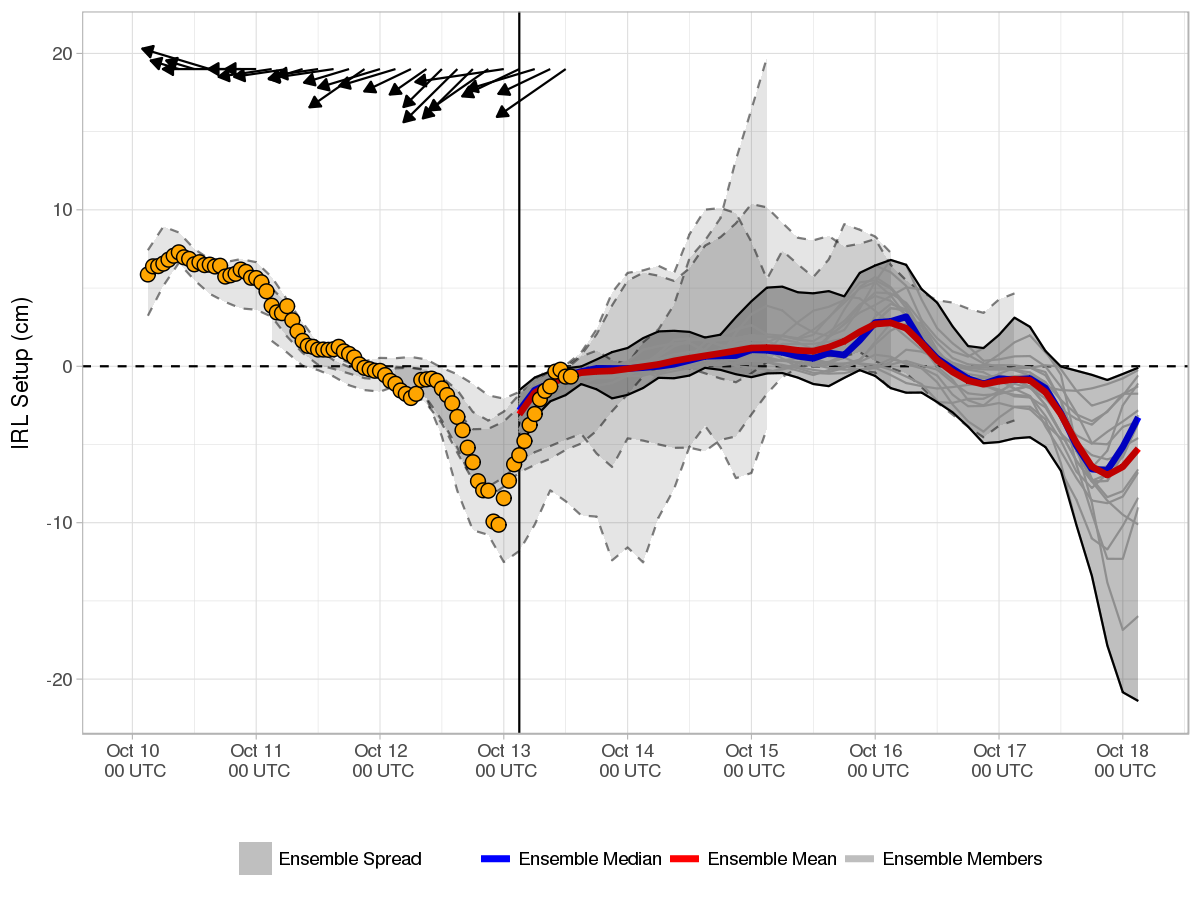 20
10
0
-10
-20
IRL Setup (cm)
Oct 10 Oct 11 Oct 12 Oct 13 Oct 14 Oct 15 Oct 16 Oct 17 Oct 18
00 UTC 00 UTC 00 UTC 00 UTC 00 UTC 00 UTC 00 UTC 00 UTC 00 UTC
Ensemble Spread Ensemble Median Ensemble Mean Ensemble Members